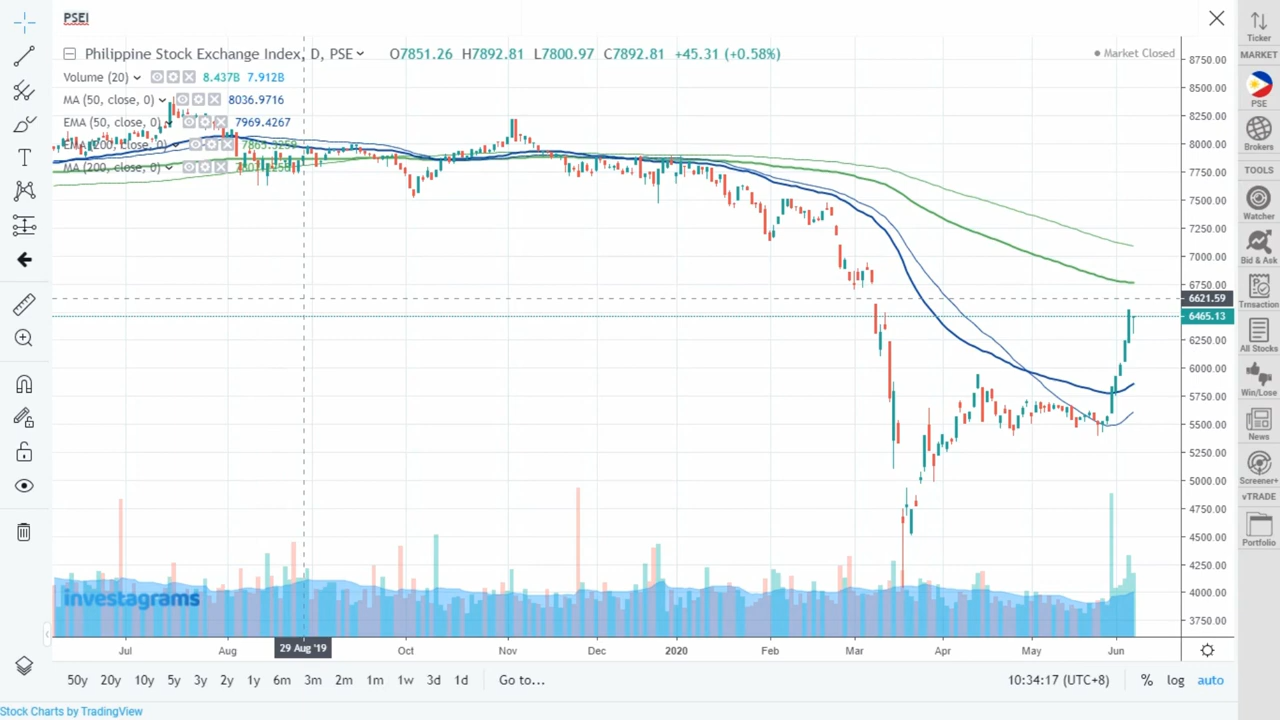 PSEI
Ticker
Philippine Stock Exchange Index, D, PSE O7851.26 H7892.81 L7800.97 C7892.81 +45.31 (+0.58%)
Market Closed
MARKET
Volume (20) 8.437B 7.912B
MA (50, close, 0) 8036.9716
EMA (50, close, 0) 7969.4267
EMA (200, close, 0)
MA (200, close, 0)
PSE
Brokers
TOOLS
Watcher
Bid & Ask
Trnsaction
All Stocks
Win/Lose
News
Screener+
vTRADE
Portfolio
8750.00
8500.00
8250.00
8000.00
7750.00
7500.00
7250.00
7000.00
6750.00
6621.59
6465.13
6250.00
6000.00
5750.00
5500.00
5250.00
5000.00
4750.00
4500.00
4250.00
4000.00
3750.00
investagrams
Jul Aug 29 Aug '19 Oct Nov Dec 2020 Feb Mar Apr May Jun
50y 20y 10y 5y 3y 2y 1y 6m 3m 2m 1m 1w 3d 1d Go to... 10:34:17 (UTC+8) % log auto
Stock Charts by TradingView